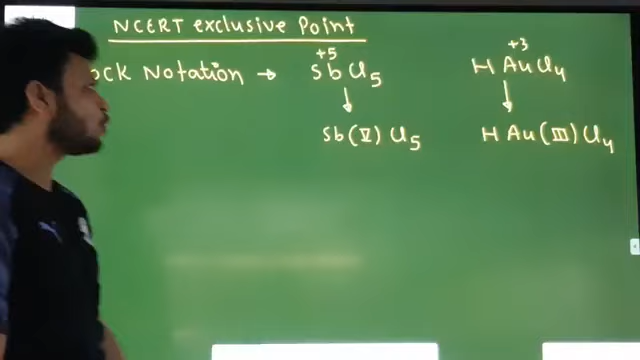 NCERT exclusive Point
ock Notation → SbCl5 +5 HAuCl4 +3
Sb(V)Cl5 HAu(III)Cl4